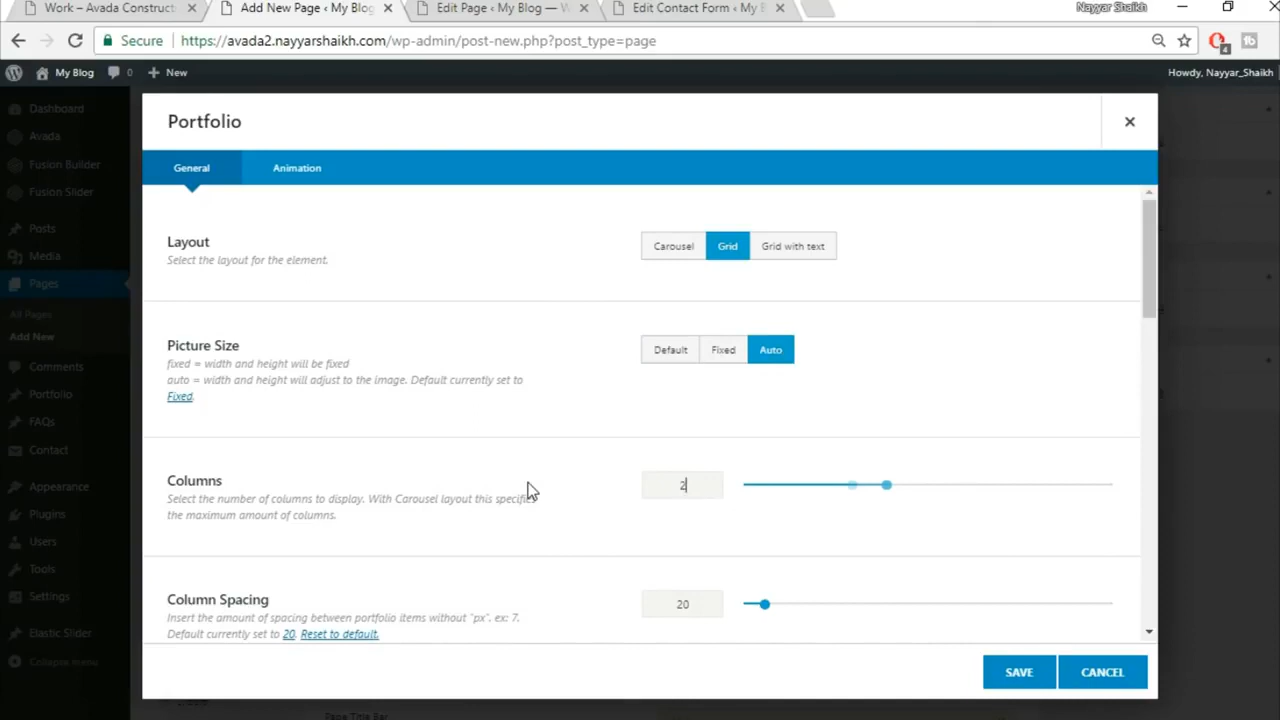 Work – Avada Construct
Add New Page ‹ My Blog
Edit Page ‹ My Blog — W
Edit Contact Form ‹ My B
Nayyar Shaikh
Secure https://avada2.nayyarshaikh.com/wp-admin/post-new.php?post_type=page
4
My Blog 0 New
Howdy, Nayyar_Shaikh
Dashboard
Avada
Fusion Builder
Fusion Slider
Posts
Media
Pages
All Pages
Add New
Comments
Portfolio
FAQs
Contact
Appearance
Plugins
Users
Tools
Settings
Elastic Slider
Collapse menu
Portfolio
General Animation
Layout
Select the layout for the element.
Carousel Grid Grid with text
Picture Size
fixed = width and height will be fixed
auto = width and height will adjust to the image. Default currently set to
Fixed.
Default Fixed Auto
Columns
Select the number of columns to display. With Carousel layout this specifies
the maximum amount of columns.
2
Column Spacing
Insert the amount of spacing between portfolio items without "px". ex: 7.
Default currently set to 20. Reset to default.
20
SAVE CANCEL
Page Title Bar